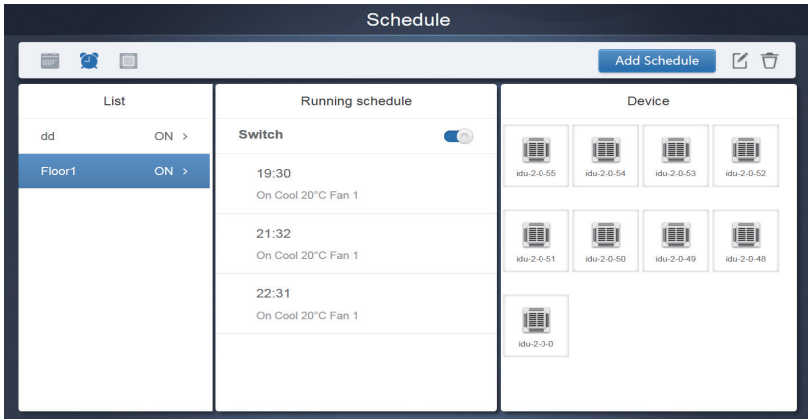 Schedule
Add Schedule
List
dd ON >
Floor1 ON >
Running schedule
Switch
19:30
On Cool 20°C Fan 1
21:32
On Cool 20°C Fan 1
22:31
On Cool 20°C Fan 1
Device
idu-2-0-55 idu-2-0-54 idu-2-0-53 idu-2-0-52
idu-2-0-51 idu-2-0-50 idu-2-0-49 idu-2-0-48
idu-2-0-0